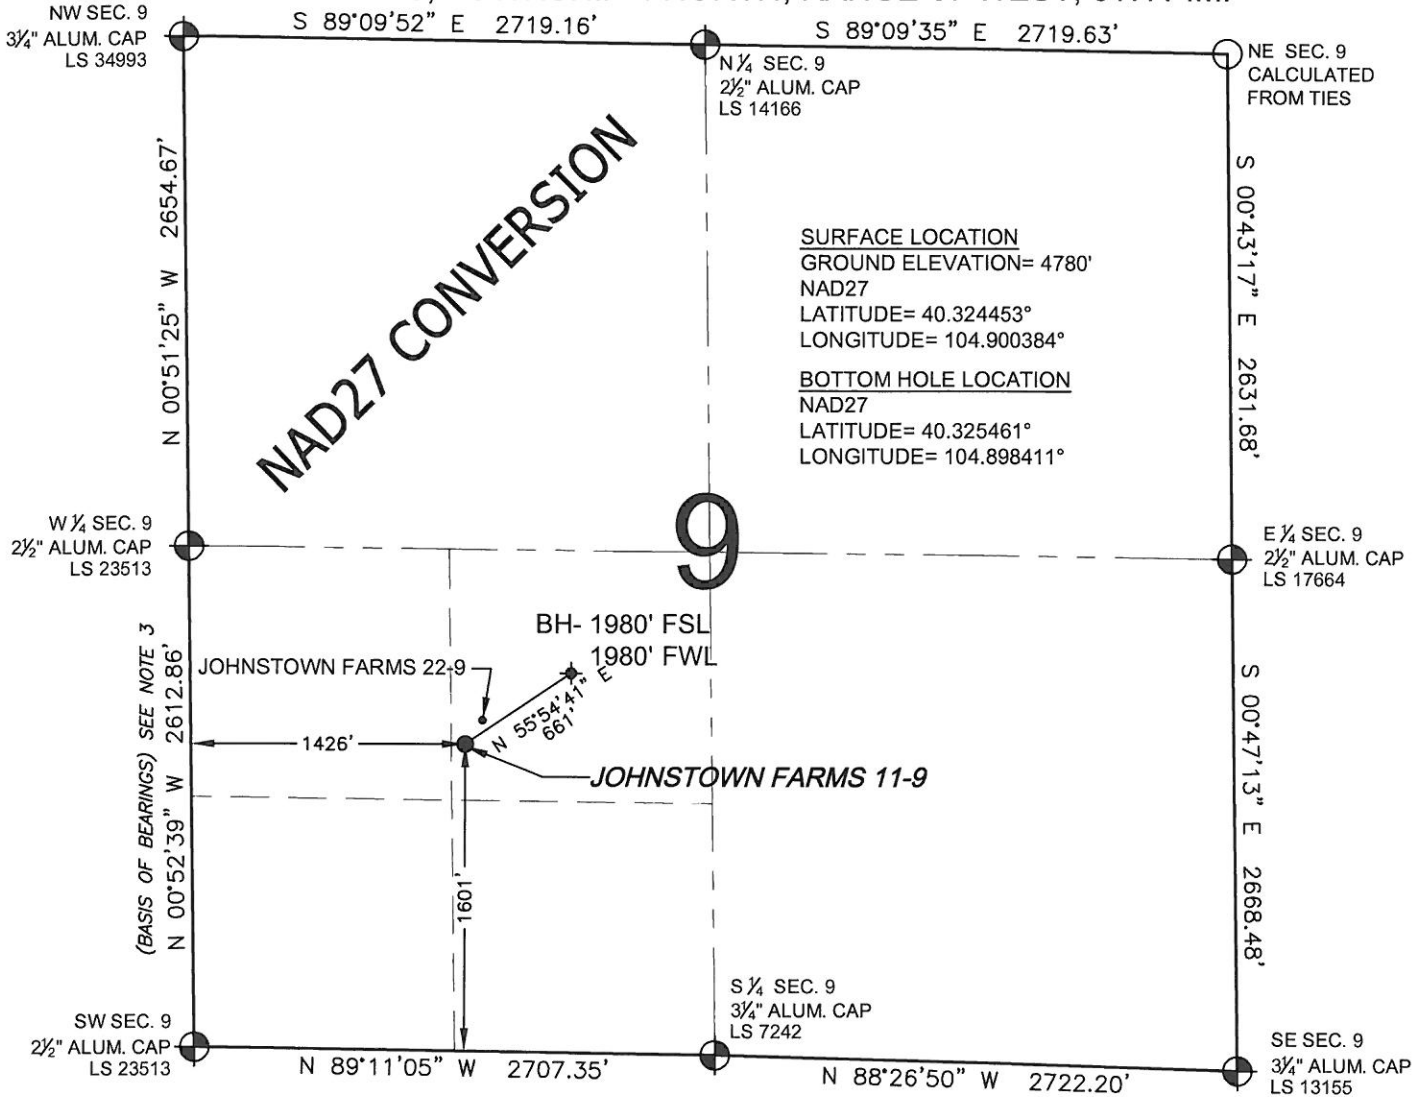 NW SEC. 9
3¼" ALUM. CAP
LS 34993
S 89°09'52" E 2719.16'
S 89°09'35" E 2719.63'
N ¼ SEC. 9
2½" ALUM. CAP
LS 14166
NE SEC. 9
CALCULATED
FROM TIES
N 00°51'25" W 2654.67'
NAD27 CONVERSION
SURFACE LOCATION
GROUND ELEVATION= 4780'
NAD27
LATITUDE= 40.324453°
LONGITUDE= 104.900384°
BOTTOM HOLE LOCATION
NAD27
LATITUDE= 40.325461°
LONGITUDE= 104.898411°
S 00°43'17" E 2631.68'
W ¼ SEC. 9
2½" ALUM. CAP
LS 23513
9
E ¼ SEC. 9
2½" ALUM. CAP
LS 17664
(BASIS OF BEARINGS) SEE NOTE 3
N 00°52'39" W 2612.86'
BH- 1980' FSL
1980' FWL
JOHNSTOWN FARMS 22-9
N 55°54'41" E
661'
1426'
JOHNSTOWN FARMS 11-9
1601'
S 00°47'13" E 2668.48'
SW SEC. 9
2½" ALUM. CAP
LS 23513
N 89°11'05" W 2707.35'
S ¼ SEC. 9
3¼" ALUM. CAP
LS 7242
N 88°26'50" W 2722.20'
SE SEC. 9
3¼" ALUM. CAP
LS 13155